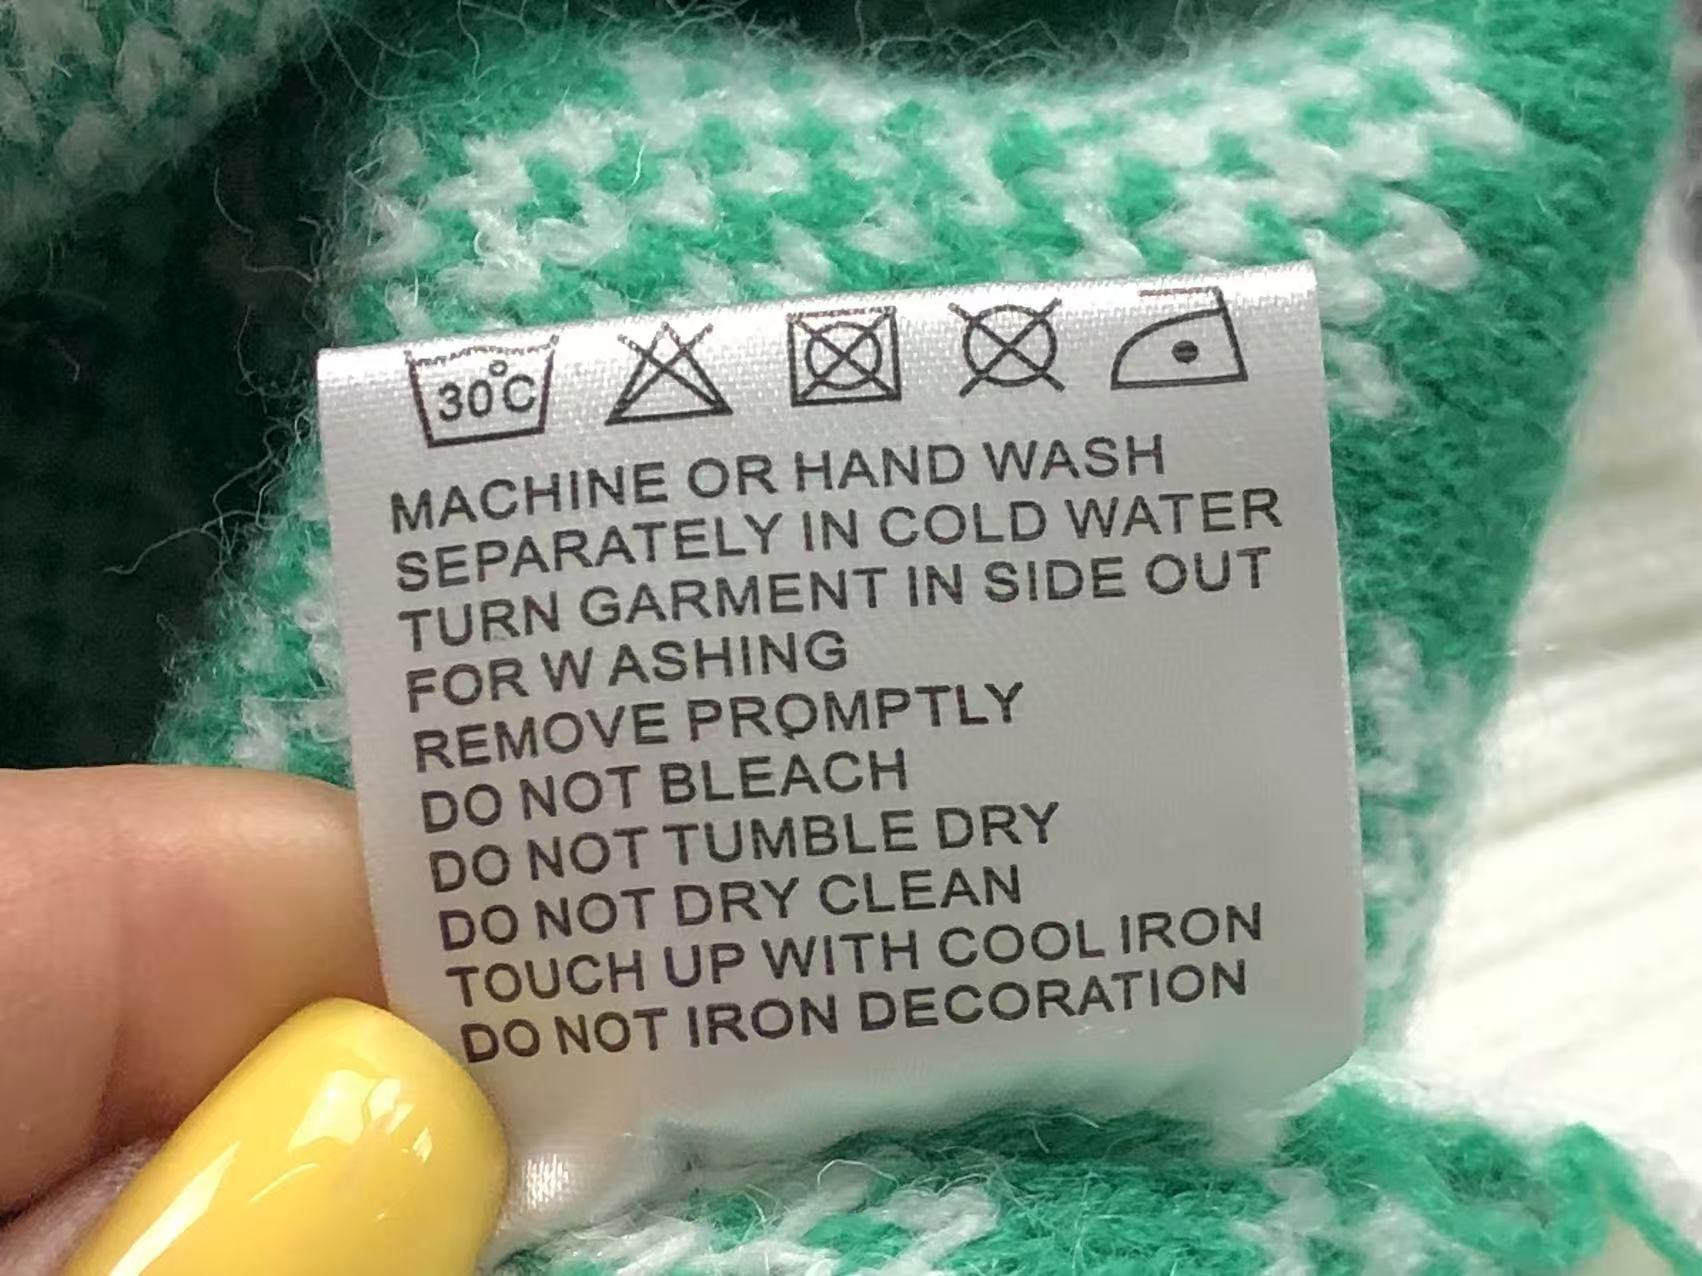 30°C
MACHINE OR HAND WASH
SEPARATELY IN COLD WATER
TURN GARMENT IN SIDE OUT
FOR WASHING
REMOVE PROMPTLY
DO NOT BLEACH
DO NOT TUMBLE DRY
DO NOT DRY CLEAN
TOUCH UP WITH COOL IRON
DO NOT IRON DECORATION